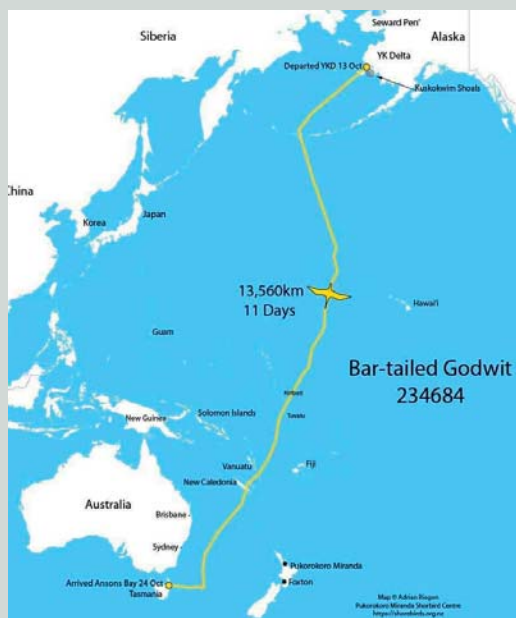 Siberia
Seward Pen'
Alaska
YK Delta
Departed YKD 13 Oct
Kuskokwim Shoals
China
Korea
Japan
13,560km
11 Days
Hawai'i
Guam
Bar-tailed Godwit
234684
Kiribati
Tuvalu
New Guinea
Solomon Islands
Vanuatu
Fiji
New Caledonia
Australia
Brisbane
Sydney
Pukorokoro Miranda
Foxton
Arrived Ansons Bay 24 Oct
Tasmania
Map © Adrian Riegen
Pukorokoro Miranda Shorebird Centre
https://shorebirds.org.nz